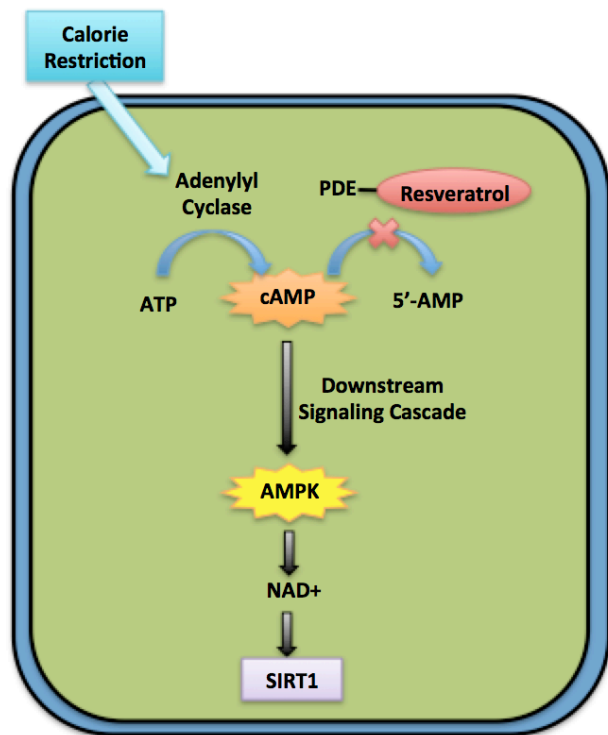 Calorie
Restriction
Adenylyl
Cyclase
PDE
Resveratrol
ATP
cAMP
5’-AMP
Downstream
Signaling Cascade
AMPK
NAD+
SIRT1